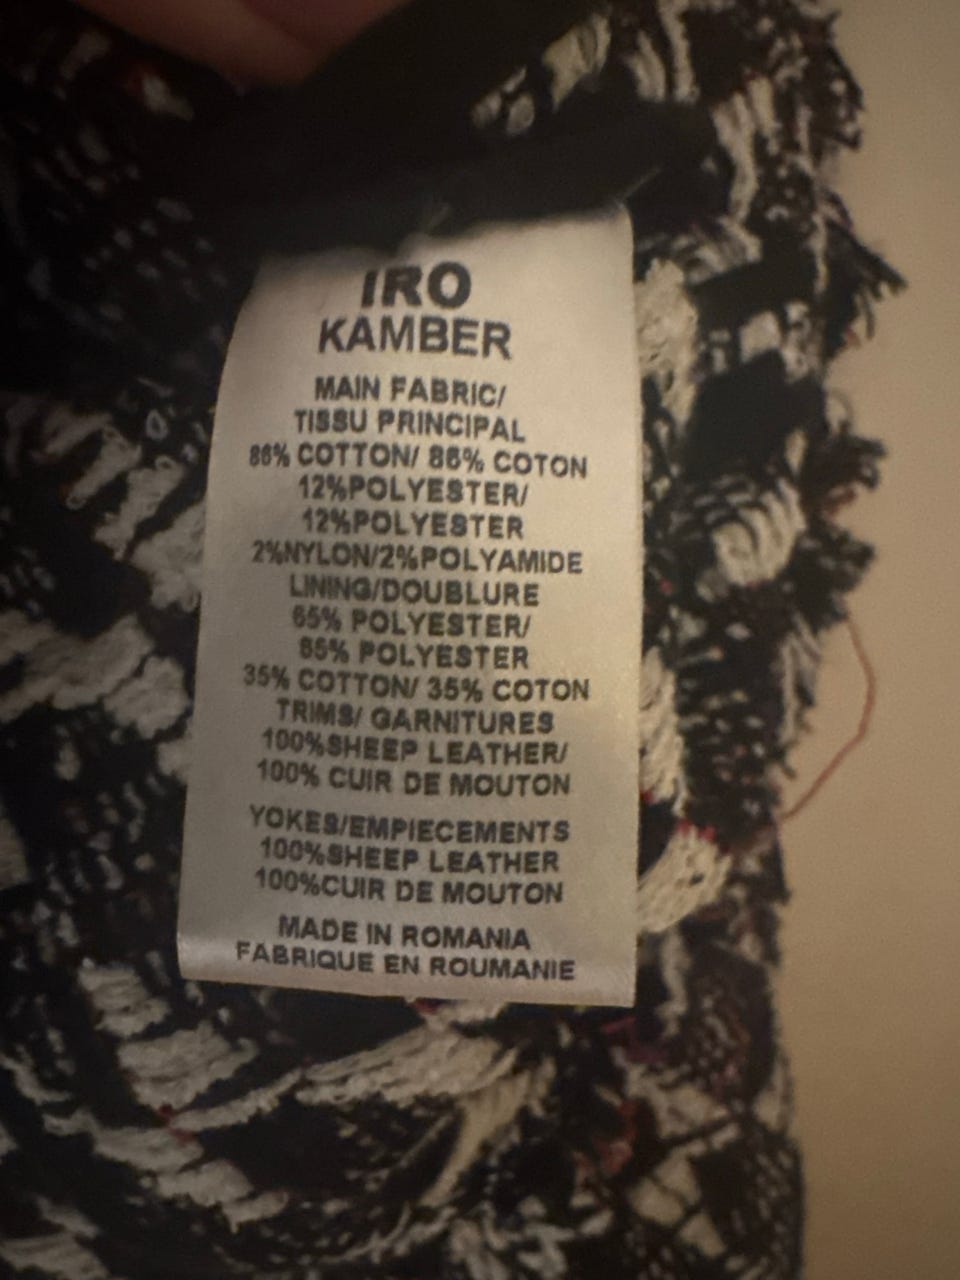 IRO
KAMBER
MAIN FABRIC/
TISSU PRINCIPAL
86% COTTON/ 86% COTON
12%POLYESTER/
12%POLYESTER
2%NYLON/2%POLYAMIDE
LINING/DOUBLURE
65% POLYESTER/
65% POLYESTER
35% COTTON/ 35% COTON
TRIMS/ GARNITURES
100%SHEEP LEATHER/
100% CUIR DE MOUTON
YOKES/EMPIECEMENTS
100%SHEEP LEATHER
100%CUIR DE MOUTON
MADE IN ROMANIA
FABRIQUE EN ROUMANIE